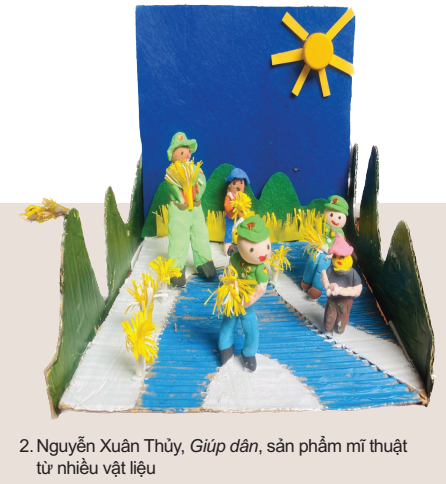 2. Nguyễn Xuân Thủy, Giúp dân, sản phẩm mĩ thuật
từ nhiều vật liệu